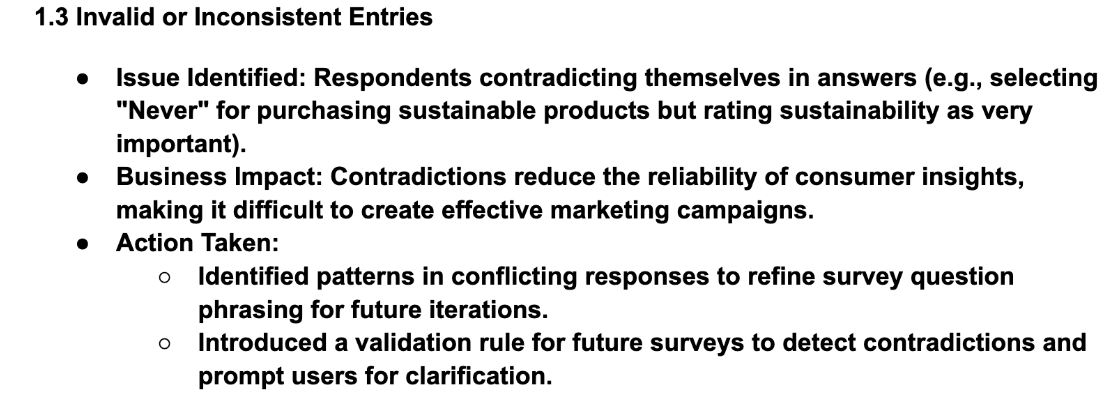 1.3 Invalid or Inconsistent Entries
● Issue Identified: Respondents contradicting themselves in answers (e.g., selecting
"Never" for purchasing sustainable products but rating sustainability as very
important).
● Business Impact: Contradictions reduce the reliability of consumer insights,
making it difficult to create effective marketing campaigns.
● Action Taken:
○ Identified patterns in conflicting responses to refine survey question
phrasing for future iterations.
○ Introduced a validation rule for future surveys to detect contradictions and
prompt users for clarification.